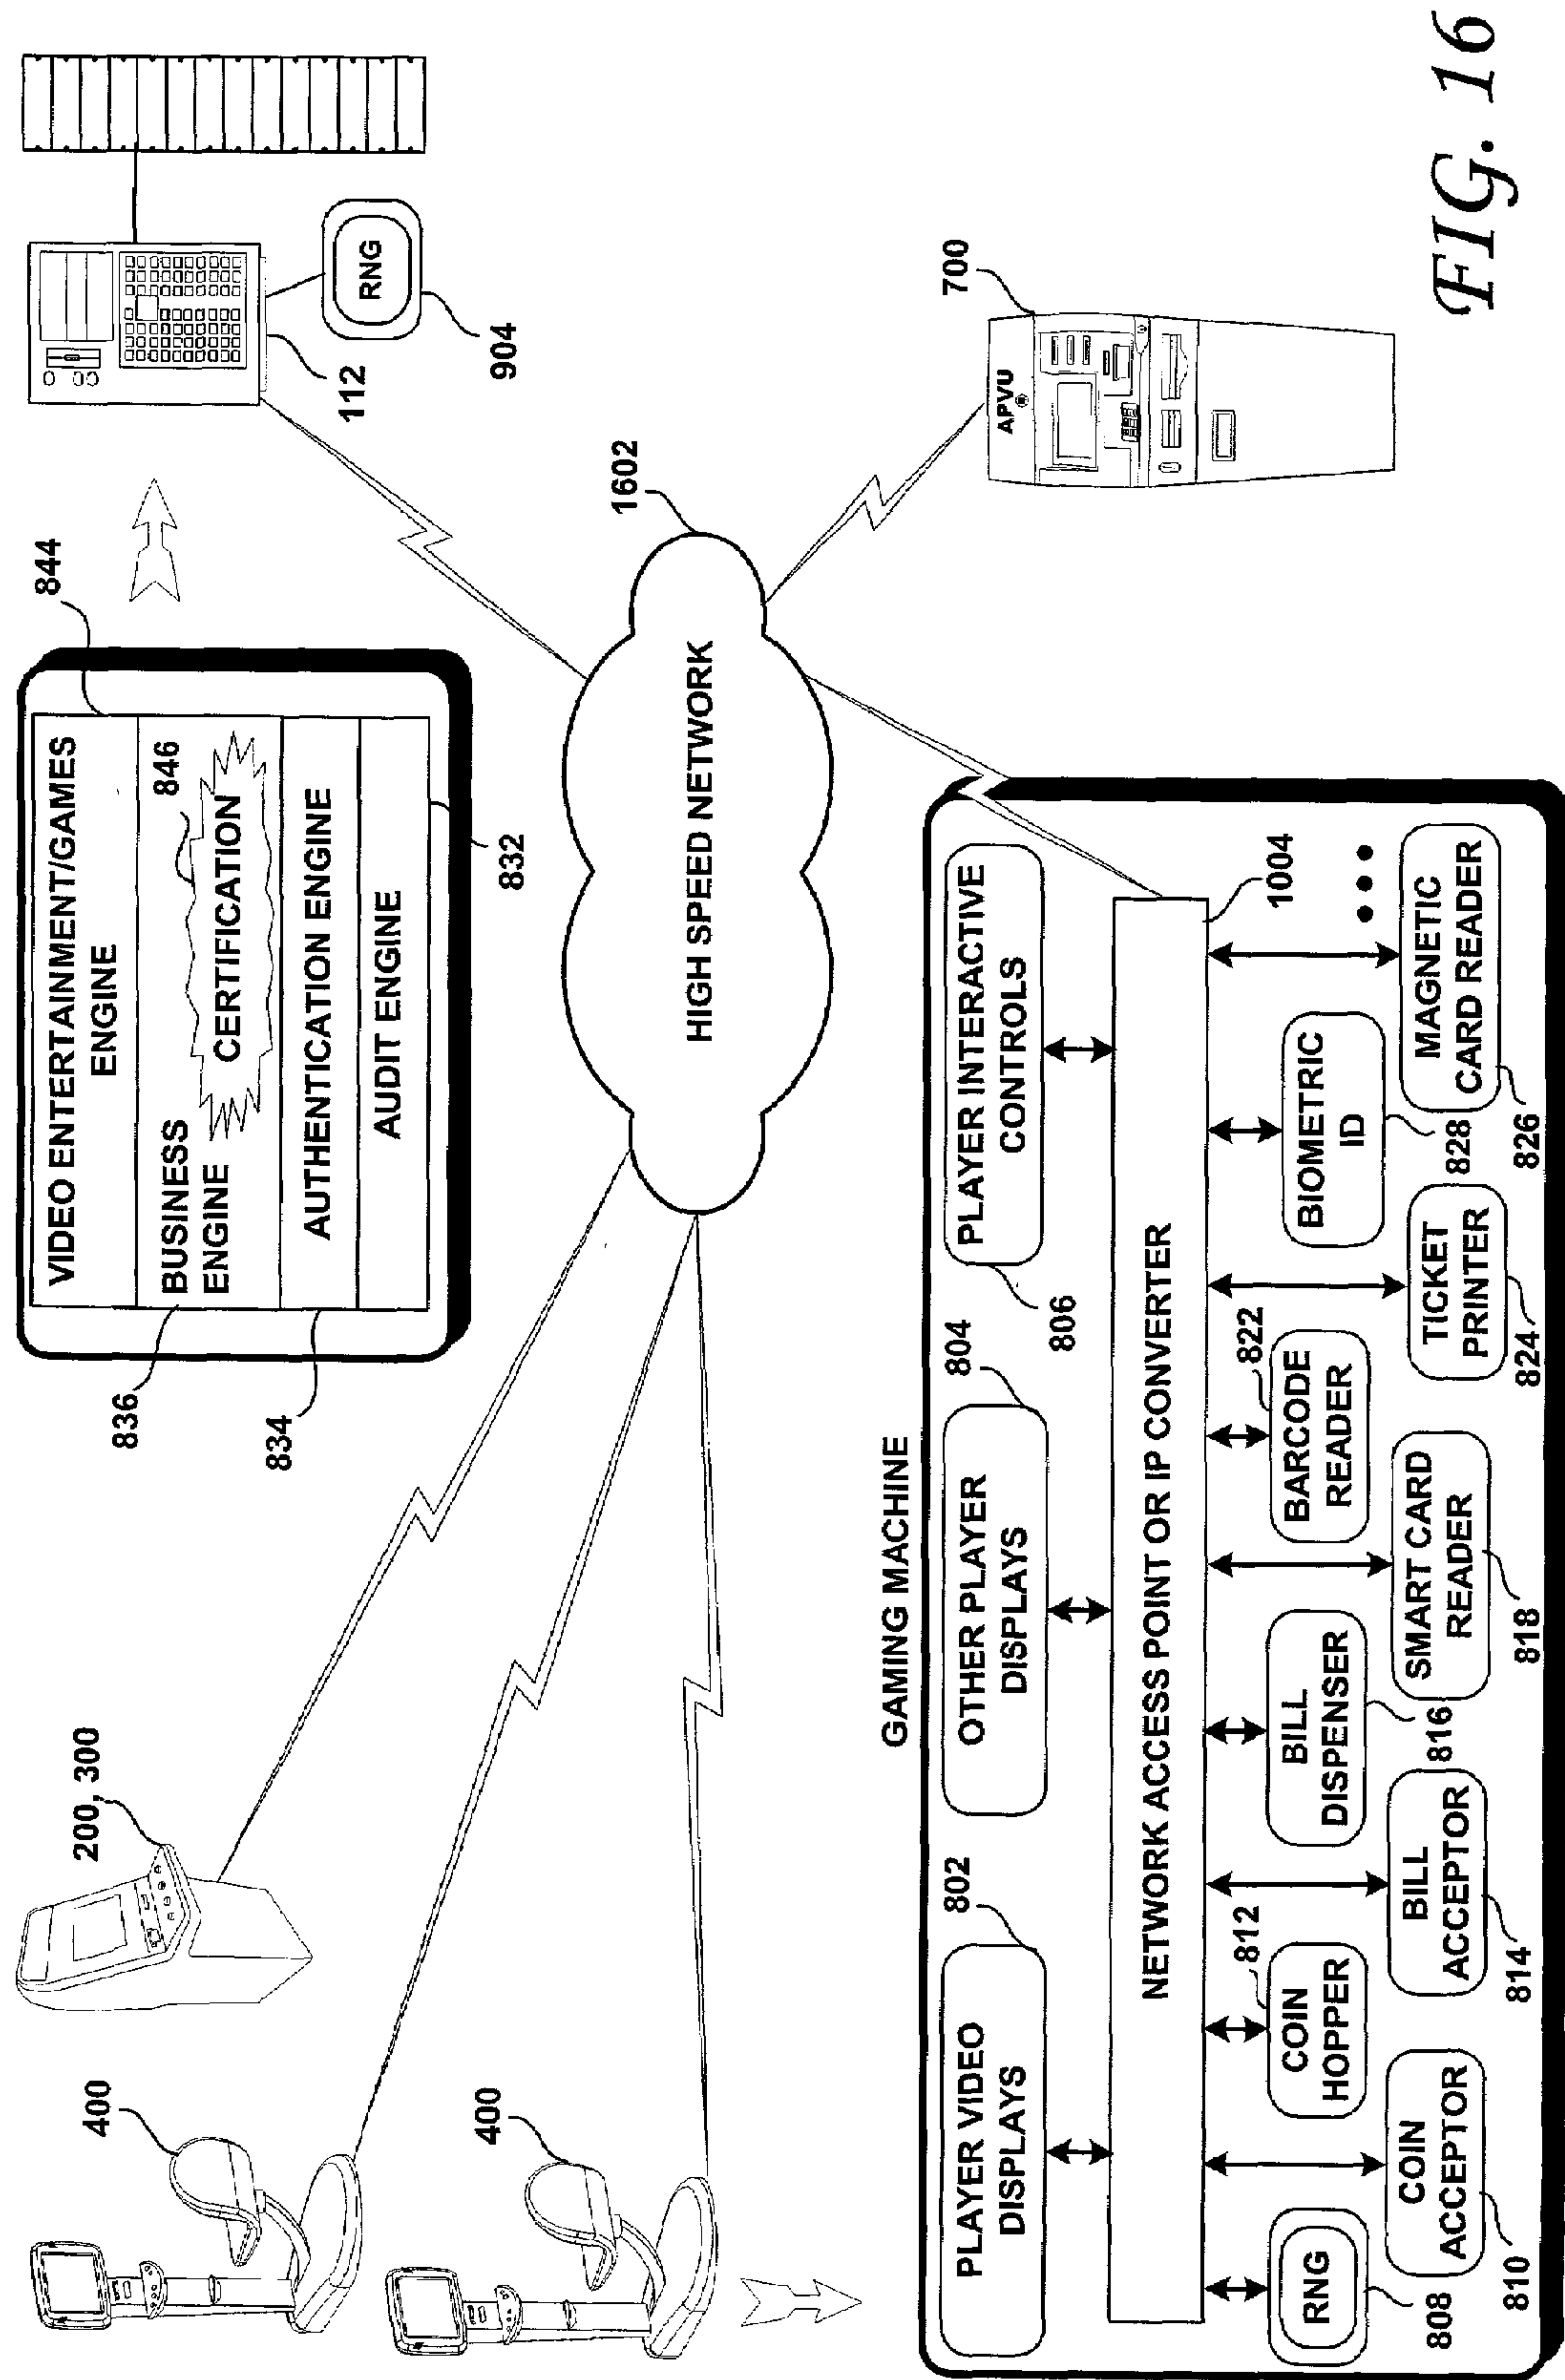 200, 300
400
400
VIDEO ENTERTAINMENT/GAMES
ENGINE
844
BUSINESS
ENGINE
846
CERTIFICATION
836
AUTHENTICATION ENGINE
834
AUDIT ENGINE
832
112
RNG
904
1602
HIGH SPEED NETWORK
700
APVU
GAMING MACHINE
PLAYER VIDEO
DISPLAYS
802
OTHER PLAYER
DISPLAYS
804
PLAYER INTERACTIVE
CONTROLS
806
NETWORK ACCESS POINT OR IP CONVERTER
1004
RNG
808
COIN
ACCEPTOR
810
COIN
HOPPER
812
BILL
ACCEPTOR
814
BILL
DISPENSER
816
SMART CARD
READER
818
BARCODE
READER
822
TICKET
PRINTER
824
BIOMETRIC
ID
828
MAGNETIC
CARD READER
826
FIG. 16